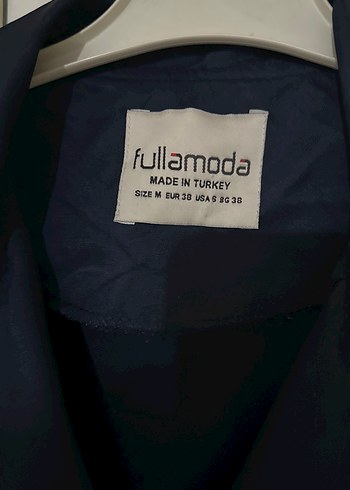 fullamoda
MADE IN TURKEY
SIZE M EUR 38 USA 6 BG 38